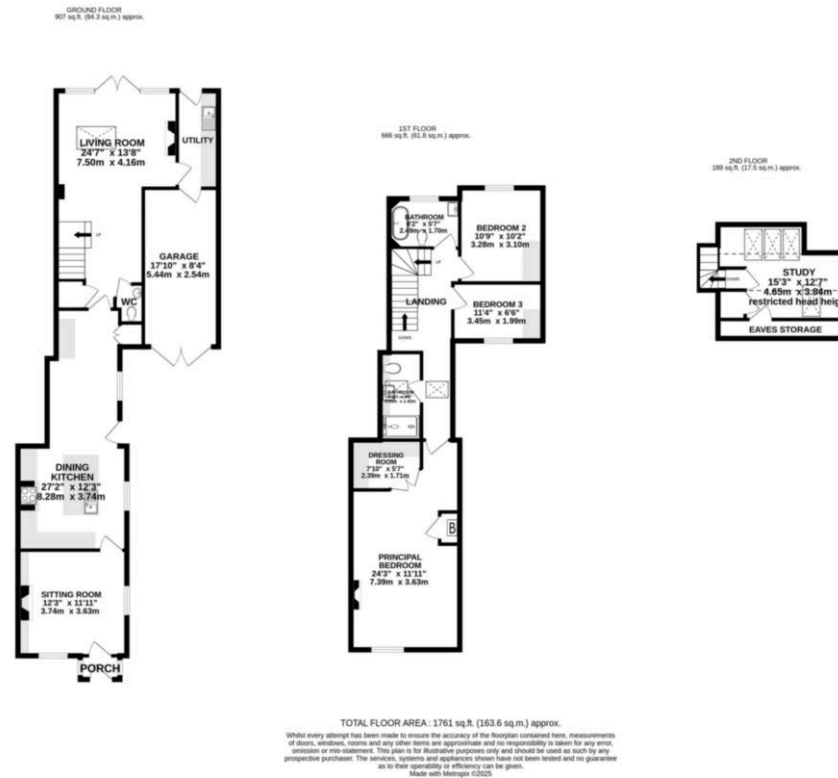 GROUND FLOOR
907 sq.ft. (84.3 sq.m.) approx.
LIVING ROOM
24'7" x 13'8"
7.50m x 4.16m
UTILITY
UP
GARAGE
17'10" x 8'4"
5.44m x 2.54m
WC
DINING
KITCHEN
27'2" x 12'3"
8.28m x 3.74m
SITTING ROOM
12'3" x 11'11"
3.74m x 3.63m
PORCH
1ST FLOOR
666 sq.ft. (61.8 sq.m.) approx.
BATHROOM
8'2" x 5'7"
2.49m x 1.70m
BEDROOM 2
10'9" x 10'2"
3.28m x 3.10m
UP
LANDING
BEDROOM 3
11'4" x 6'6"
3.45m x 1.99m
DOWN
DRESSING
ROOM
7'10" x 5'7"
2.39m x 1.71m
B
PRINCIPAL
BEDROOM
24'3" x 11'11"
7.39m x 3.63m
2ND FLOOR
189 sq.ft. (17.5 sq.m.) approx.
STUDY
15'3" x 12'7"
4.65m x 3.84m
restricted head heig
DOWN
EAVES STORAGE
TOTAL FLOOR AREA : 1761 sq.ft. (163.6 sq.m.) approx.
Whilst every attempt has been made to ensure the accuracy of the floorplan contained here, measurements
of doors, windows, rooms and any other items are approximate and no responsibility is taken for any error,
omission or mis-statement. This plan is for illustrative purposes only and should be used as such by any
prospective purchaser. The services, systems and appliances shown have not been tested and no guarantee
as to their operability or efficiency can be given.
Made with Metropix ©2025